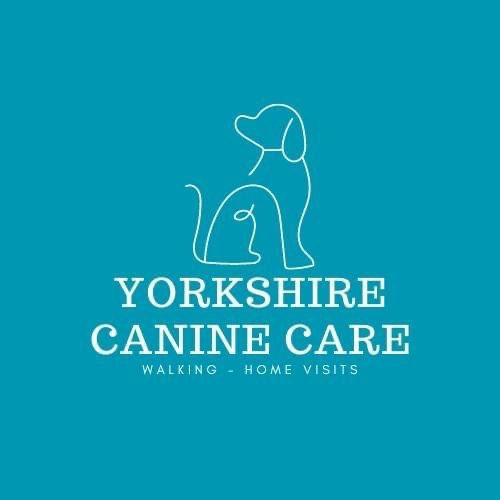 YORKSHIRE
CANINE CARE
WALKING - HOME VISITS